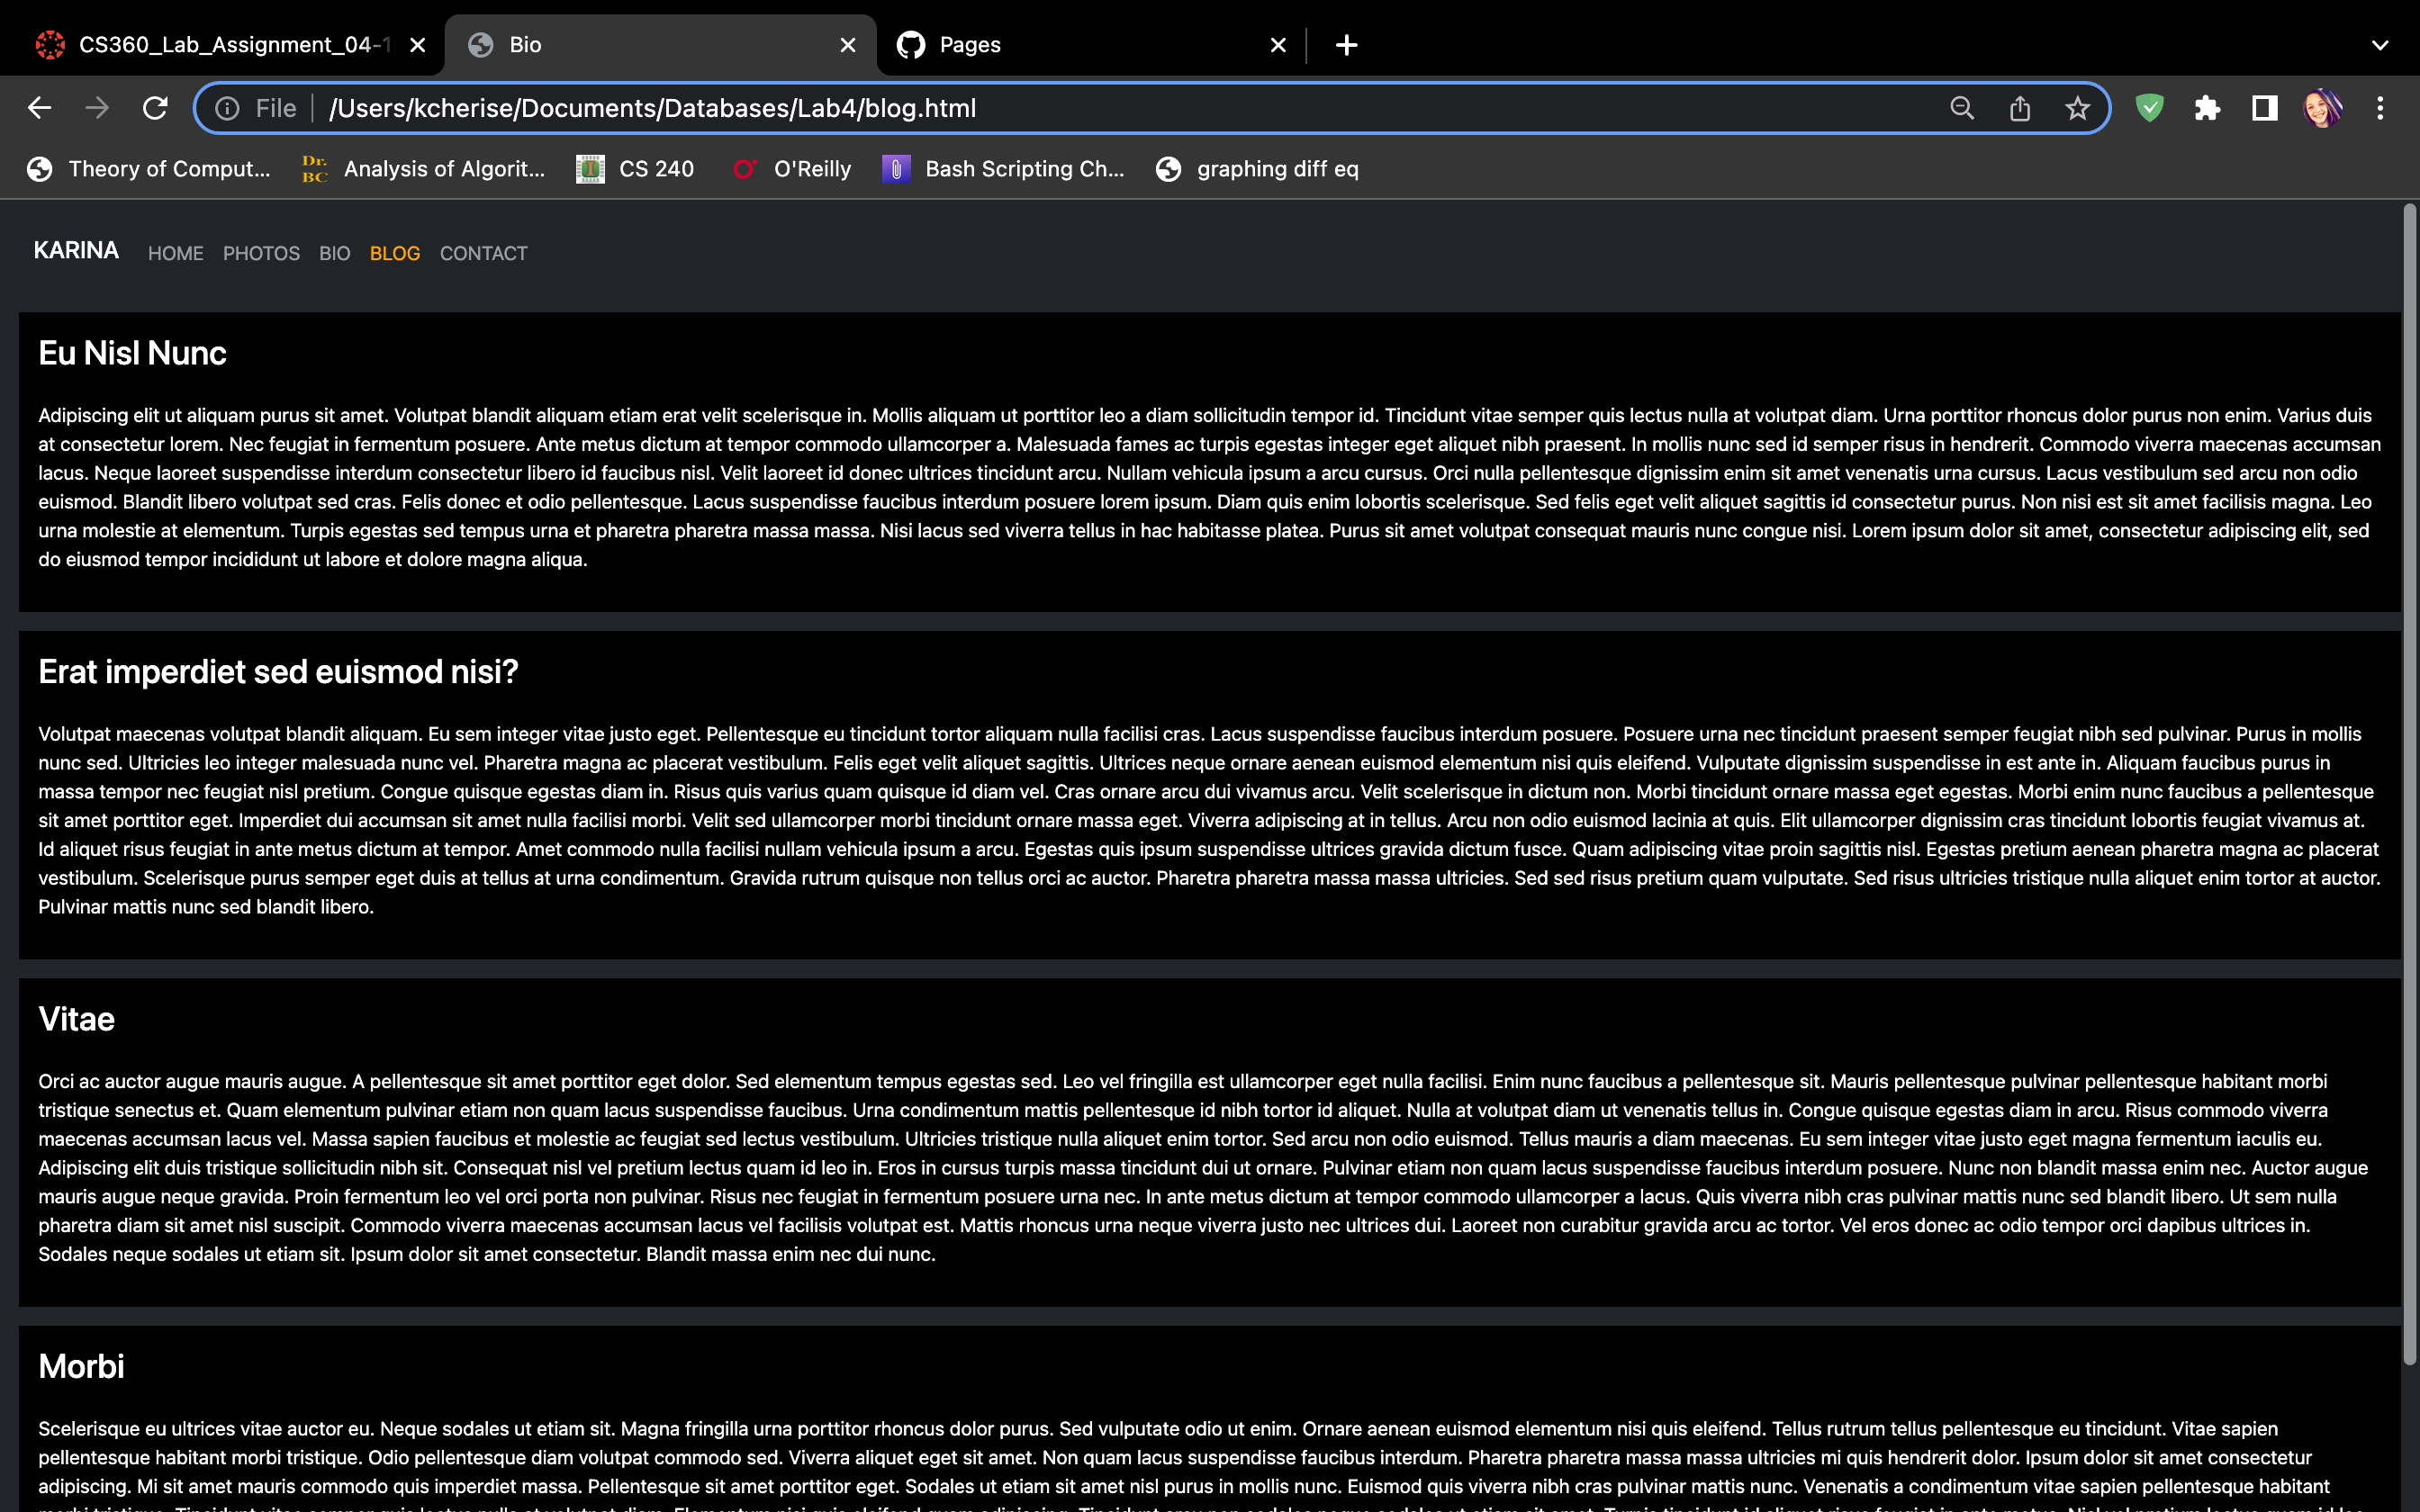 CS360_Lab_Assignment_04-1
Bio
Pages
File
/Users/kcherise/Documents/Databases/Lab4/blog.html
Theory of Comput...
Dr. BC
Analysis of Algorit...
CS 240
O'Reilly
Bash Scripting Ch...
graphing diff eq
KARINA HOME PHOTOS BIO BLOG CONTACT
Eu Nisl Nunc
Adipiscing elit ut aliquam purus sit amet. Volutpat blandit aliquam etiam erat velit scelerisque in. Mollis aliquam ut porttitor leo a diam sollicitudin tempor id. Tincidunt vitae semper quis lectus nulla at volutpat diam. Urna porttitor rhoncus dolor purus non enim. Varius duis
at consectetur lorem. Nec feugiat in fermentum posuere. Ante metus dictum at tempor commodo ullamcorper a. Malesuada fames ac turpis egestas integer eget aliquet nibh praesent. In mollis nunc sed id semper risus in hendrerit. Commodo viverra maecenas accumsan
lacus. Neque laoreet suspendisse interdum consectetur libero id faucibus nisl. Velit laoreet id donec ultrices tincidunt arcu. Nullam vehicula ipsum a arcu cursus. Orci nulla pellentesque dignissim enim sit amet venenatis urna cursus. Lacus vestibulum sed arcu non odio
euismod. Blandit libero volutpat sed cras. Felis donec et odio pellentesque. Lacus suspendisse faucibus interdum posuere lorem ipsum. Diam quis enim lobortis scelerisque. Sed felis eget velit aliquet sagittis id consectetur purus. Non nisi est sit amet facilisis magna. Leo
urna molestie at elementum. Turpis egestas sed tempus urna et pharetra pharetra massa massa. Nisi lacus sed viverra tellus in hac habitasse platea. Purus sit amet volutpat consequat mauris nunc congue nisi. Lorem ipsum dolor sit amet, consectetur adipiscing elit, sed
do eiusmod tempor incididunt ut labore et dolore magna aliqua.
Erat imperdiet sed euismod nisi?
Volutpat maecenas volutpat blandit aliquam. Eu sem integer vitae justo eget. Pellentesque eu tincidunt tortor aliquam nulla facilisi cras. Lacus suspendisse faucibus interdum posuere. Posuere urna nec tincidunt praesent semper feugiat nibh sed pulvinar. Purus in mollis
nunc sed. Ultricies leo integer malesuada nunc vel. Pharetra magna ac placerat vestibulum. Felis eget velit aliquet sagittis. Ultrices neque ornare aenean euismod elementum nisi quis eleifend. Vulputate dignissim suspendisse in est ante in. Aliquam faucibus purus in
massa tempor nec feugiat nisl pretium. Congue quisque egestas diam in. Risus quis varius quam quisque id diam vel. Cras ornare arcu dui vivamus arcu. Velit scelerisque in dictum non. Morbi tincidunt ornare massa eget egestas. Morbi enim nunc faucibus a pellentesque
sit amet porttitor eget. Imperdiet dui accumsan sit amet nulla facilisi morbi. Velit sed ullamcorper morbi tincidunt ornare massa eget. Viverra adipiscing at in tellus. Arcu non odio euismod lacinia at quis. Elit ullamcorper dignissim cras tincidunt lobortis feugiat vivamus at.
Id aliquet risus feugiat in ante metus dictum at tempor. Amet commodo nulla facilisi nullam vehicula ipsum a arcu. Egestas quis ipsum suspendisse ultrices gravida dictum fusce. Quam adipiscing vitae proin sagittis nisl. Egestas pretium aenean pharetra magna ac placerat
vestibulum. Scelerisque purus semper eget duis at tellus at urna condimentum. Gravida rutrum quisque non tellus orci ac auctor. Pharetra pharetra massa massa ultricies. Sed sed risus pretium quam vulputate. Sed risus ultricies tristique nulla aliquet enim tortor at auctor.
Pulvinar mattis nunc sed blandit libero.
Vitae
Orci ac auctor augue mauris augue. A pellentesque sit amet porttitor eget dolor. Sed elementum tempus egestas sed. Leo vel fringilla est ullamcorper eget nulla facilisi. Enim nunc faucibus a pellentesque sit. Mauris pellentesque pulvinar pellentesque habitant morbi
tristique senectus et. Quam elementum pulvinar etiam non quam lacus suspendisse faucibus. Urna condimentum mattis pellentesque id nibh tortor id aliquet. Nulla at volutpat diam ut venenatis tellus in. Congue quisque egestas diam in arcu. Risus commodo viverra
maecenas accumsan lacus vel. Massa sapien faucibus et molestie ac feugiat sed lectus vestibulum. Ultricies tristique nulla aliquet enim tortor. Sed arcu non odio euismod. Tellus mauris a diam maecenas. Eu sem integer vitae justo eget magna fermentum iaculis eu.
Adipiscing elit duis tristique sollicitudin nibh sit. Consequat nisl vel pretium lectus quam id leo in. Eros in cursus turpis massa tincidunt dui ut ornare. Pulvinar etiam non quam lacus suspendisse faucibus interdum posuere. Nunc non blandit massa enim nec. Auctor augue
mauris augue neque gravida. Proin fermentum leo vel orci porta non pulvinar. Risus nec feugiat in fermentum posuere urna nec. In ante metus dictum at tempor commodo ullamcorper a lacus. Quis viverra nibh cras pulvinar mattis nunc sed blandit libero. Ut sem nulla
pharetra diam sit amet nisl suscipit. Commodo viverra maecenas accumsan lacus vel facilisis volutpat est. Mattis rhoncus urna neque viverra justo nec ultrices dui. Laoreet non curabitur gravida arcu ac tortor. Vel eros donec ac odio tempor orci dapibus ultrices in.
Sodales neque sodales ut etiam sit. Ipsum dolor sit amet consectetur. Blandit massa enim nec dui nunc.
Morbi
Scelerisque eu ultrices vitae auctor eu. Neque sodales ut etiam sit. Magna fringilla urna porttitor rhoncus dolor purus. Sed vulputate odio ut enim. Ornare aenean euismod elementum nisi quis eleifend. Tellus rutrum tellus pellentesque eu tincidunt. Vitae sapien
pellentesque habitant morbi tristique. Odio pellentesque diam volutpat commodo sed. Viverra aliquet eget sit amet. Non quam lacus suspendisse faucibus interdum. Pharetra pharetra massa massa ultricies mi quis hendrerit dolor. Ipsum dolor sit amet consectetur
adipiscing. Mi sit amet mauris commodo quis imperdiet massa. Pellentesque sit amet porttitor eget. Sodales ut etiam sit amet nisl purus in mollis nunc. Euismod quis viverra nibh cras pulvinar mattis nunc. Venenatis a condimentum vitae sapien pellentesque habitant